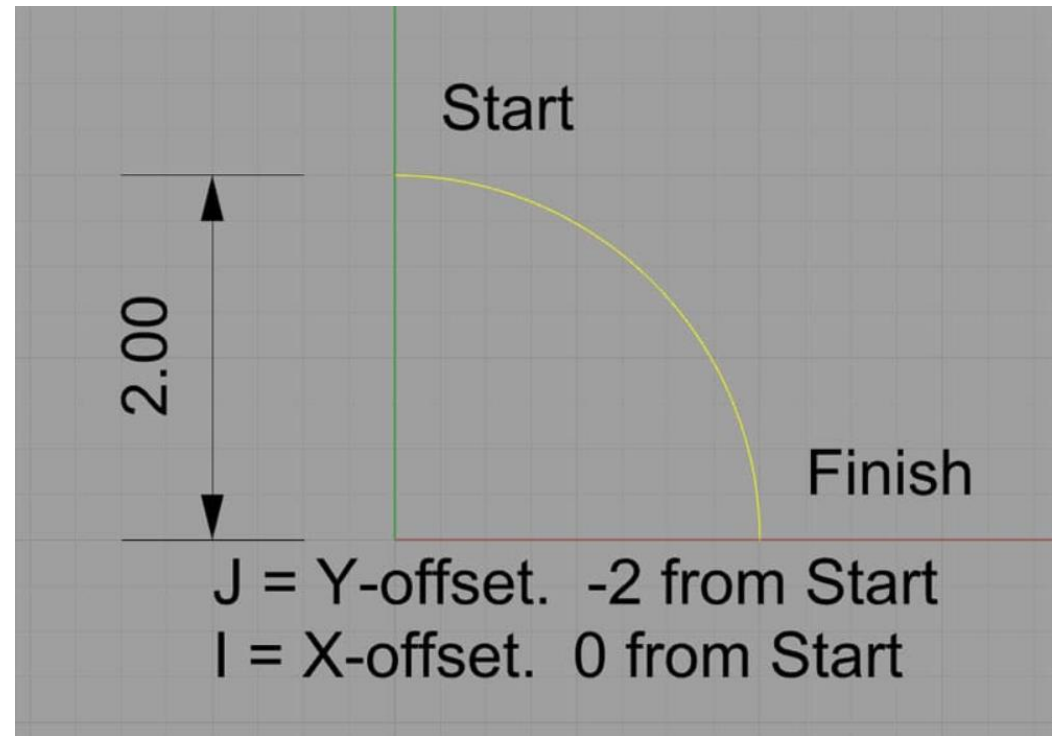 Start
2.00
Finish
J = Y-offset.  -2 from Start
I = X-offset.  0 from Start